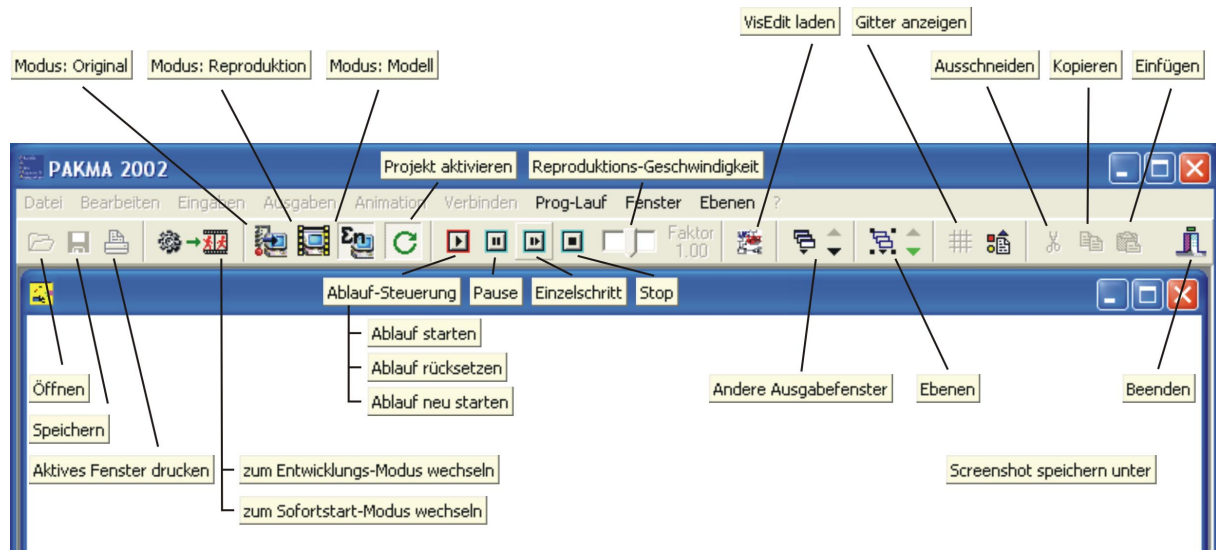 VisEdit laden Gitter anzeigen
Modus: Original Modus: Reproduktion Modus: Modell Ausschneiden Kopieren Einfügen
PAKMA 2002 Projekt aktivieren Reproduktions-Geschwindigkeit
Datei Bearbeiten Eingaben Ausgaben Animation Verbinden Prog-Lauf Fenster Ebenen ?
Σn Faktor
1.00
Ablauf-Steuerung Pause Einzelschritt Stop
Ablauf starten
Ablauf rücksetzen
Öffnen Andere Ausgabefenster Ebenen Beenden
Ablauf neu starten
Speichern
Aktives Fenster drucken zum Entwicklungs-Modus wechseln Screenshot speichern unter
zum Sofortstart-Modus wechseln